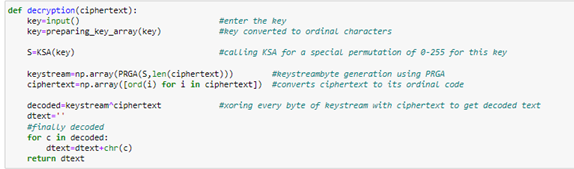 def decryption(ciphertext):
    key=input() #enter the key
    key=preparing_key_array(key) #key converted to ordinal characters
    S=KSA(key) #calling KSA for a special permutation of 0-255 for this key
    keystream=np.array(PRGA(S,len(ciphertext))) #keystreambyte generation using PRGA
    ciphertext=np.array([ord(i) for i in ciphertext]) #converts ciphertext to its ordinal code
    decoded=keystream^ciphertext #xoring every byte of keystream with ciphertext to get decoded text
    dtext=''
    #finally decoded
    for c in decoded:
        dtext=dtext+chr(c)
    return dtext